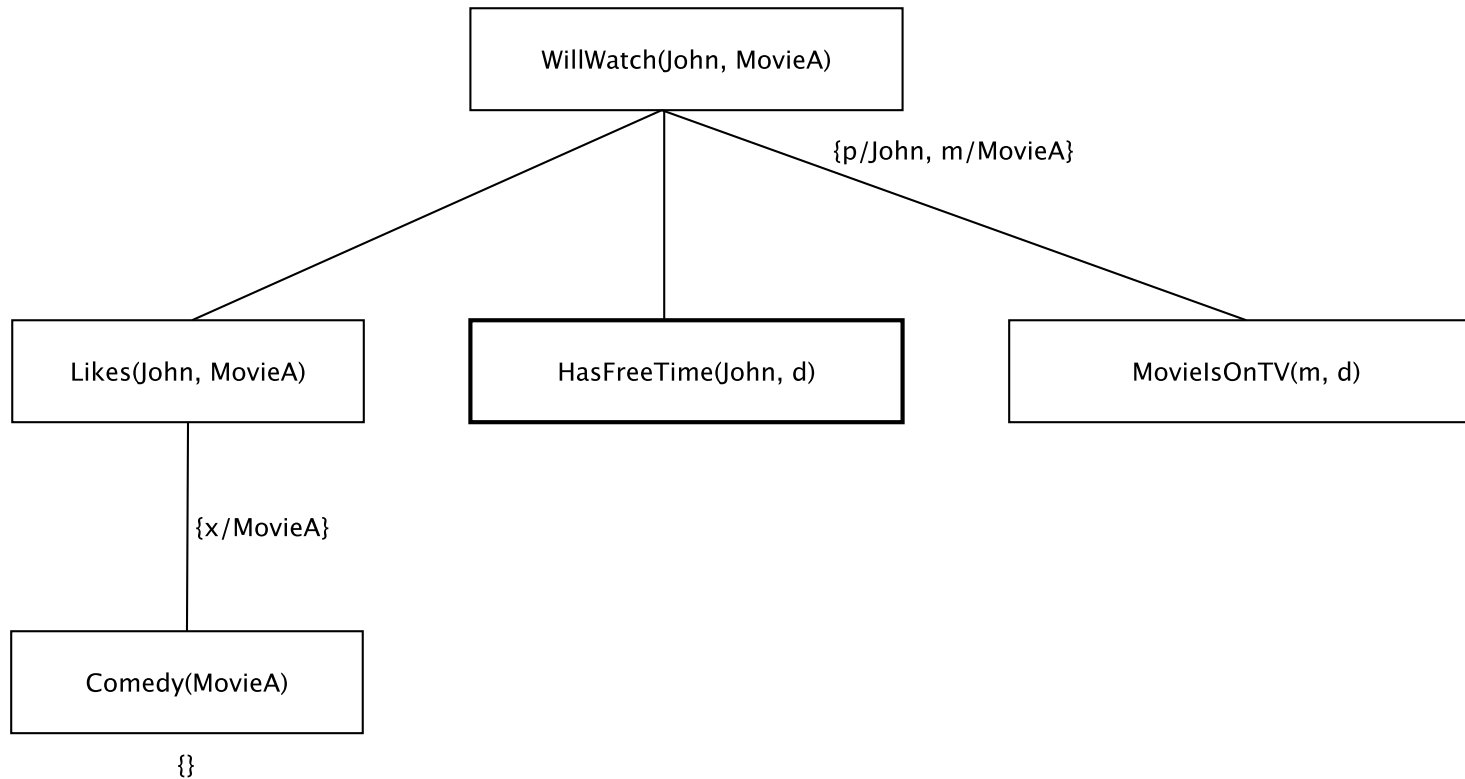 WillWatch(John, MovieA)
{p/John, m/MovieA}
Likes(John, MovieA)
HasFreeTime(John, d)
MovieIsOnTV(m, d)
{x/MovieA}
Comedy(MovieA)
{}